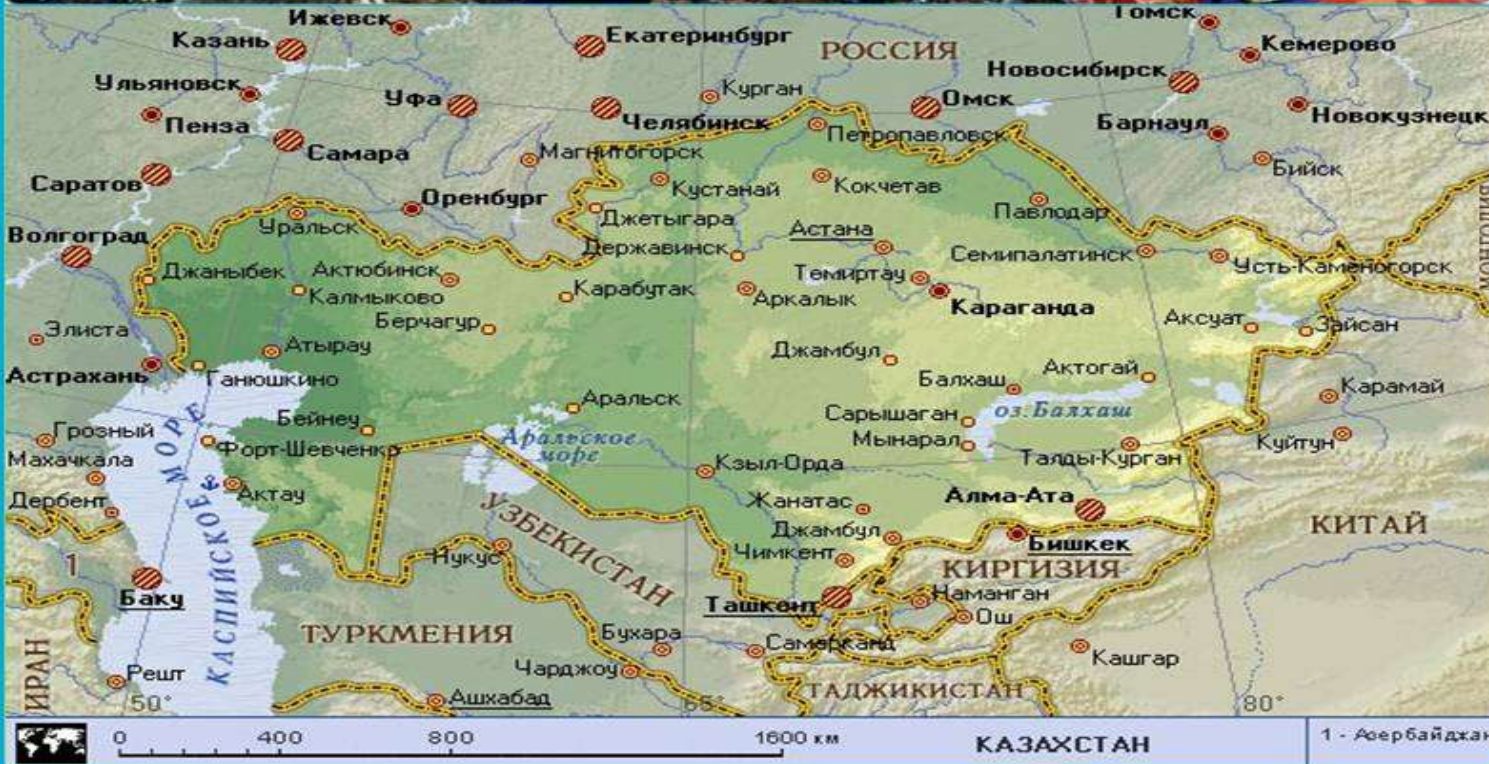 Ижевск
Томск
Казань
Екатеринбург
РОССИЯ
Кемерово
Новосибирск
Ульяновск
Уфа
Курган
Омск
Пенза
Челябинск
Петропавловск
Барнаул
Новокузнецк
Самара
Магнитогорск
Бийск
Саратов
Оренбург
Кустанай
Кокчетав
Джетыгара
Павлодар
Уральск
Астана
Волгоград
Державинск
Семипалатинск
Усть-Каменогорск
Джаныбек
Актюбинск
Темиртау
Калмыково
Карабутак
Аркалык
Караганда
Берчагур
Аксуат
Зайсан
Элиста
Атырау
Джамбул
Актогай
Астрахань
Ганюшкино
Балхаш
Карамай
Аральск
Сарышаган
оз. Балхаш
Бейнеу
Грозный
Форт-Шевченко
Аральское
море
Мынарал
Куйтун
Махачкала
Кзыл-Орда
Талды-Курган
КАСПИЙСКОЕ МОРЕ
Актау
Дербент
Жанатас
Алма-Ата
УЗБЕКИСТАН
Джамбул
КИТАЙ
1
Нукус
Чимкент
Бишкек
КИРГИЗИЯ
Баку
Ташкент
Наманган
Ош
ТУРКМЕНИЯ
Бухара
Самарканд
Кашгар
ИРАН
Решт
Чарджоу
ТАДЖИКИСТАН
50°
Ашхабад
65°
80°
0 400 800 1600 км
КАЗАХСТАН
1 - Азербайджан